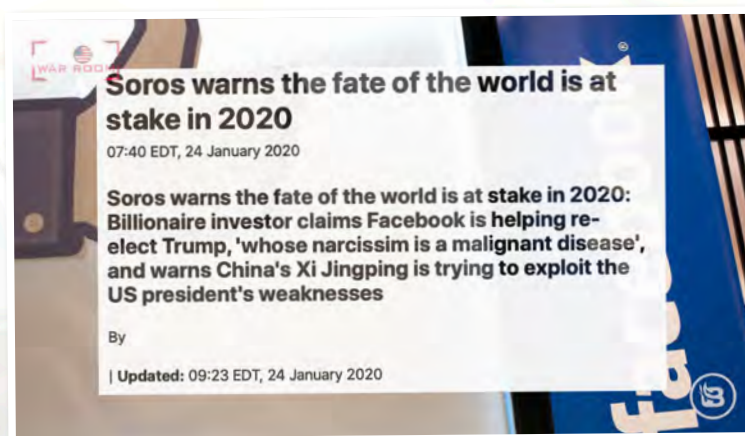 WAR ROOM
Soros warns the fate of the world is at
stake in 2020
07:40 EDT, 24 January 2020
Soros warns the fate of the world is at stake in 2020:
Billionaire investor claims Facebook is helping re-
elect Trump, 'whose narcissim is a malignant disease',
and warns China's Xi Jingping is trying to exploit the
US president's weaknesses
By
| Updated: 09:23 EDT, 24 January 2020